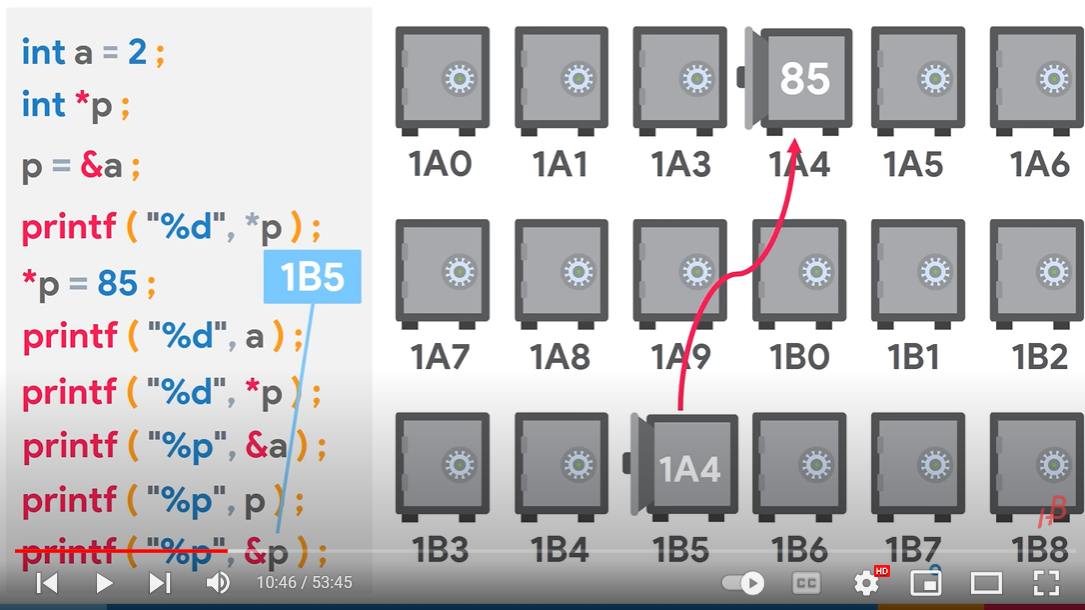 int a = 2 ;
int *p ;
p = &a ;
printf ( "%d", *p ) ;
*p = 85 ;
1B5
printf ( "%d", a ) ;
printf ( "%d", *p ) ;
printf ( "%p", &a ) ;
printf ( "%p", p ) ;
printf ( "%p", &p ) ;
85
1A0 1A1 1A3 1A4 1A5 1A6
1A7 1A8 1A9 1B0 1B1 1B2
1A4
1B3 1B4 1B5 1B6 1B7 1B8
10:46 / 53:45
CC
HD